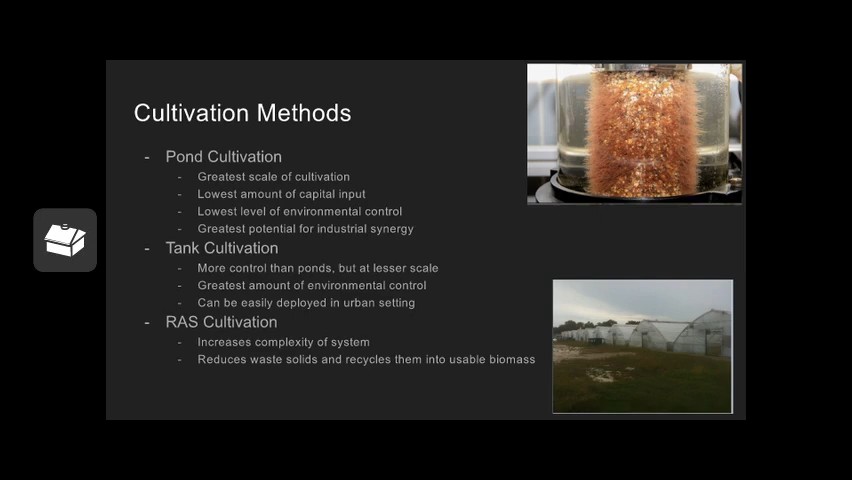 Cultivation Methods
- Pond Cultivation
- Greatest scale of cultivation
- Lowest amount of capital input
- Lowest level of environmental control
- Greatest potential for industrial synergy
- Tank Cultivation
- More control than ponds, but at lesser scale
- Greatest amount of environmental control
- Can be easily deployed in urban setting
- RAS Cultivation
- Increases complexity of system
- Reduces waste solids and recycles them into usable biomass